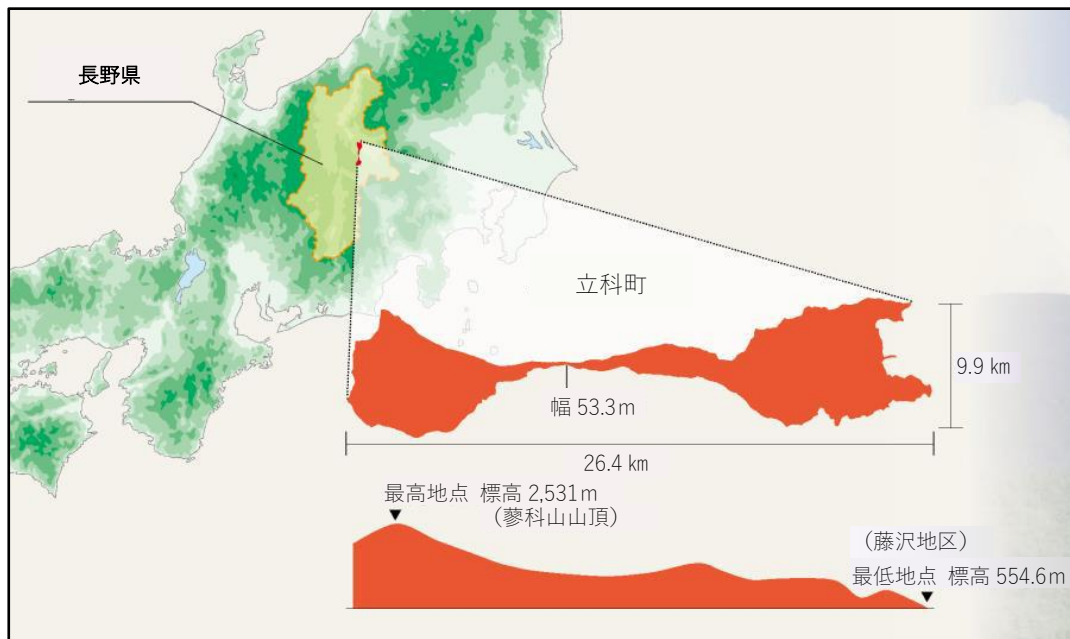 長野県
立科町
9.9 km
幅 53.3m
26.4 km
最高地点 標高 2,531m
（蓼科山山頂）
（藤沢地区）
最低地点 標高 554.6m